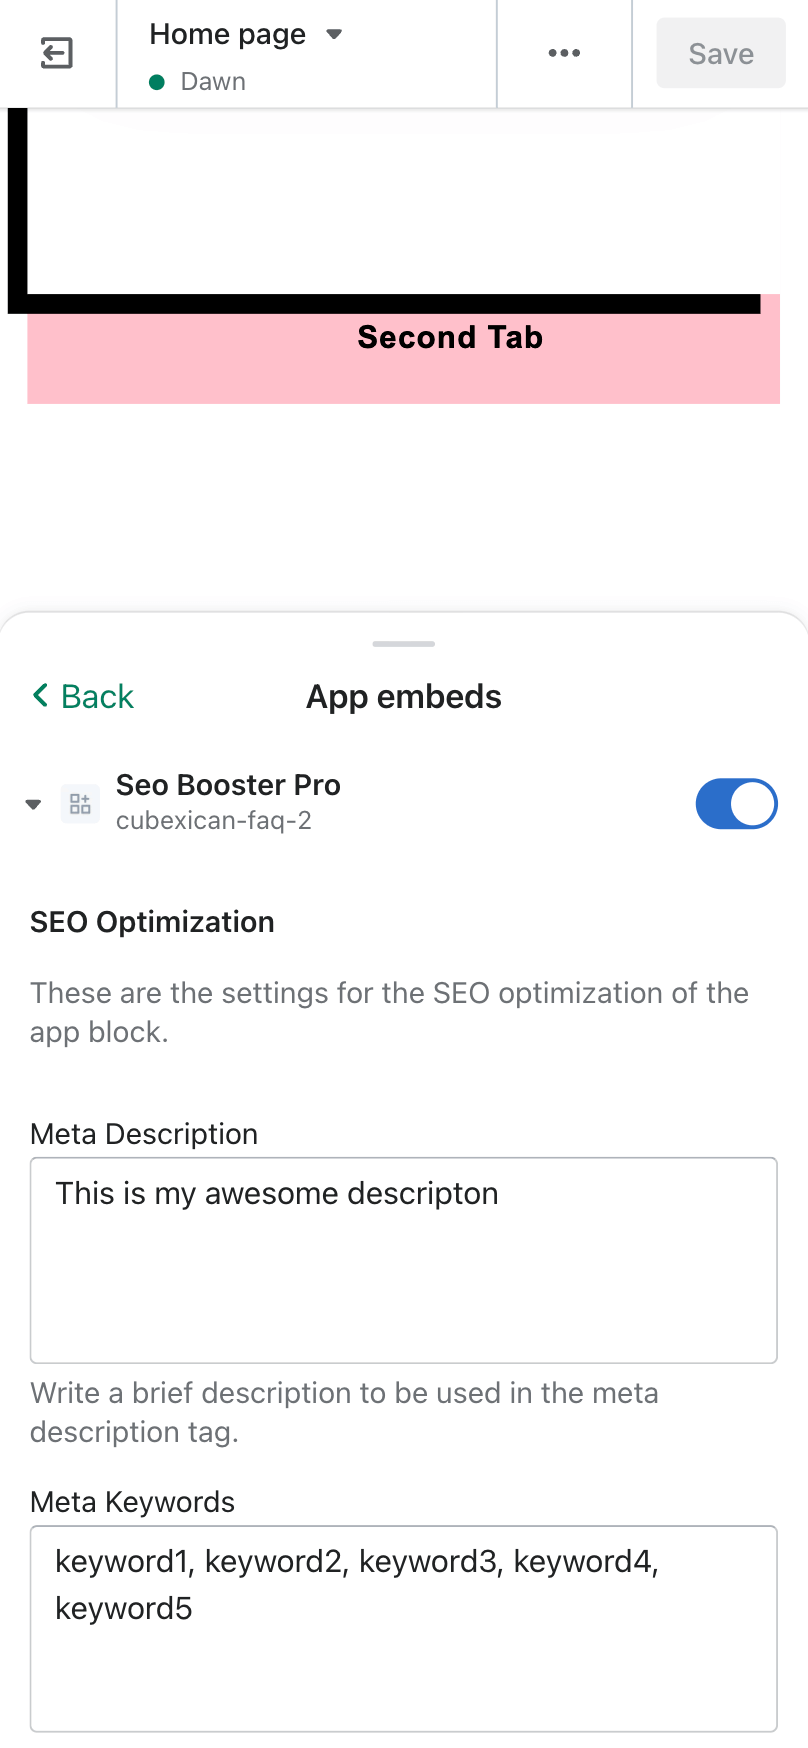 Home page
Dawn
Save
Second Tab
Back
App embeds
Seo Booster Pro
cubexican-faq-2
SEO Optimization
These are the settings for the SEO optimization of the
app block.
Meta Description
This is my awesome descripton
Write a brief description to be used in the meta
description tag.
Meta Keywords
keyword1, keyword2, keyword3, keyword4,
keyword5